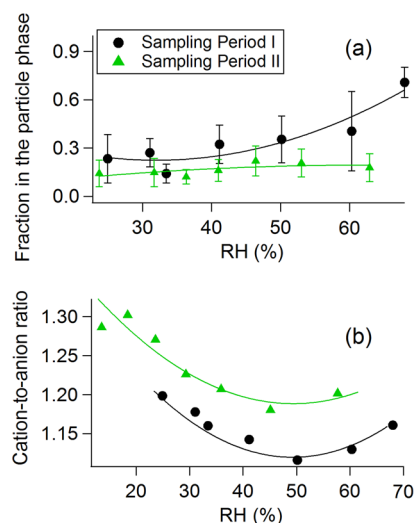 Sampling Period I
Sampling Period II
(a)
Fraction in the particle phase
0.9
0.6
0.3
0.0
30
40
50
60
RH (%)
(b)
Cation-to-anion ratio
1.30
1.25
1.20
1.15
20
30
40
50
60
70
RH (%)